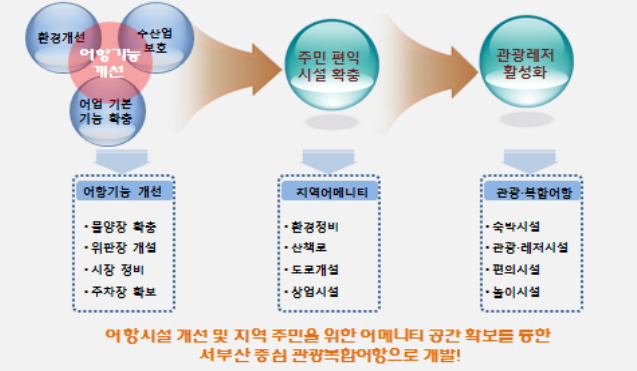 환경개선
수산업
보호
어항기능
개선
어업 기본
기능 확충
주민 편익
시설 확충
관광레저
활성화
어항기능 개선
· 물양장 확충
· 위판장 개설
· 시장 정비
· 주차장 확보
지역어메니티
· 환경정비
· 산책로
· 도로개설
· 상업시설
관광·복합어항
· 숙박시설
· 관광·레저시설
· 편의시설
· 놀이시설
어항시설 개선 및 지역 주민을 위한 어메니티 공간 확보를 통한
서부산 중심 관광복합어항으로 개발!